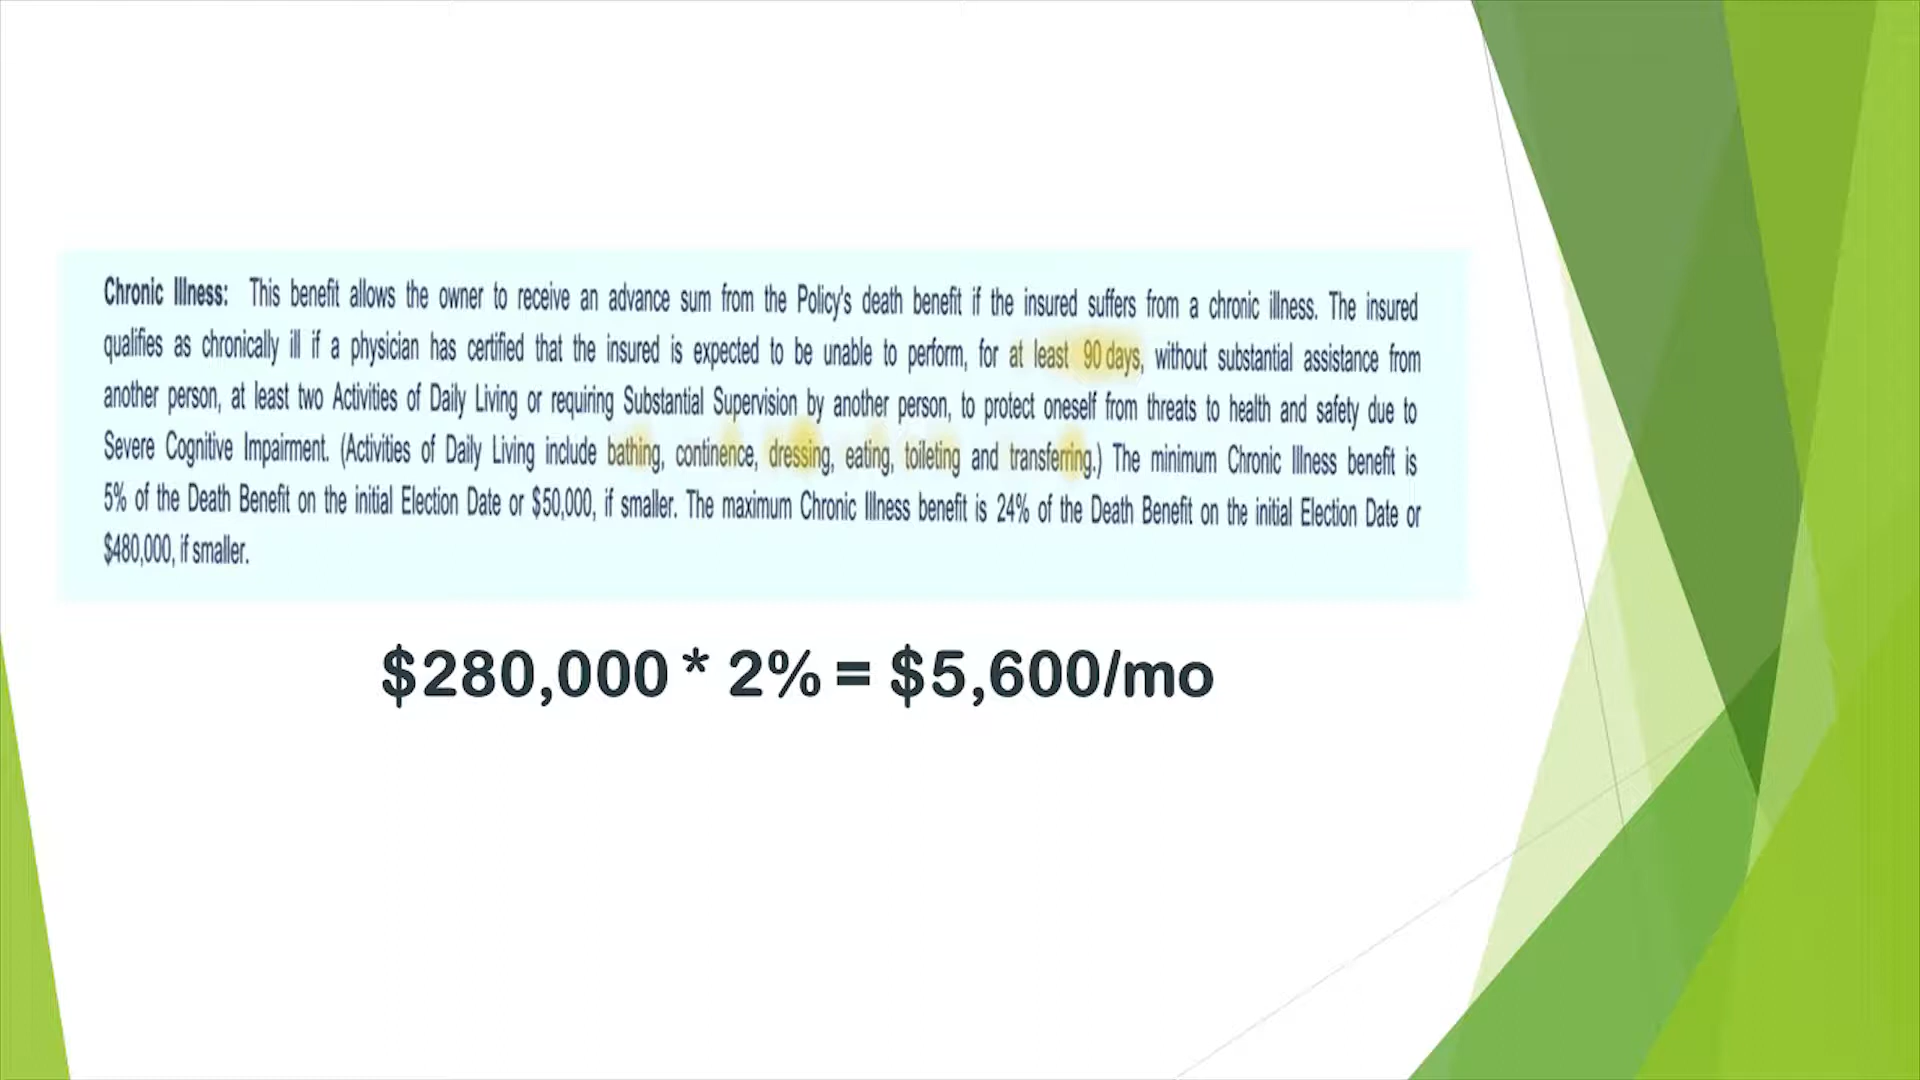 Chronic Illness: This benefit allows the owner to receive an advance sum from the Policy's death benefit if the insured suffers from a chronic illness. The insured
qualifies as chronically ill if a physician has certified that the insured is expected to be unable to perform, for at least 90 days, without substantial assistance from
another person, at least two Activities of Daily Living or requiring Substantial Supervision by another person, to protect oneself from threats to health and safety due to
Severe Cognitive Impairment. (Activities of Daily Living include bathing, continence, dressing, eating, toileting and transferring.) The minimum Chronic Illness benefit is
5% of the Death Benefit on the initial Election Date or $50,000, if smaller. The maximum Chronic Illness benefit is 24% of the Death Benefit on the initial Election Date or
$480,000, if smaller.
$280,000 * 2% = $5,600/mo